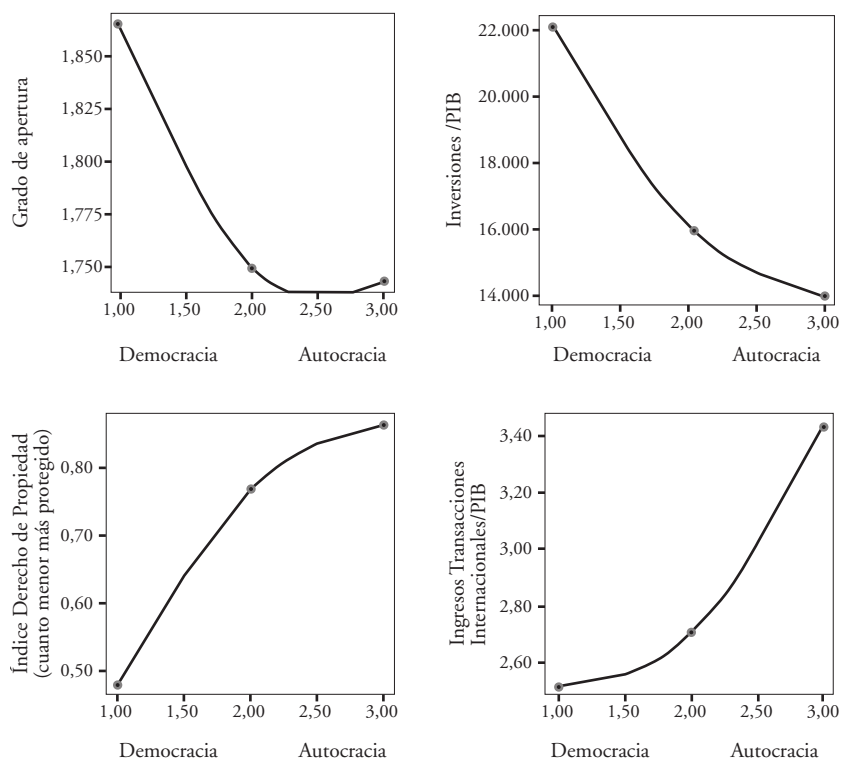 Grado de apertura
1,850
1,825
1,800
1,775
1,750
1,00 1,50 2,00 2,50 3,00
Democracia Autocracia
Inversiones /PIB
22.000
20.000
18.000
16.000
14.000
1,00 1,50 2,00 2,50 3,00
Democracia Autocracia
Índice Derecho de Propiedad
(cuanto menor más protegido)
0,80
0,70
0,60
0,50
1,00 1,50 2,00 2,50 3,00
Democracia Autocracia
Ingresos Transacciones
Internacionales/PIB
3,40
3,20
3,00
2,80
2,60
1,00 1,50 2,00 2,50 3,00
Democracia Autocracia